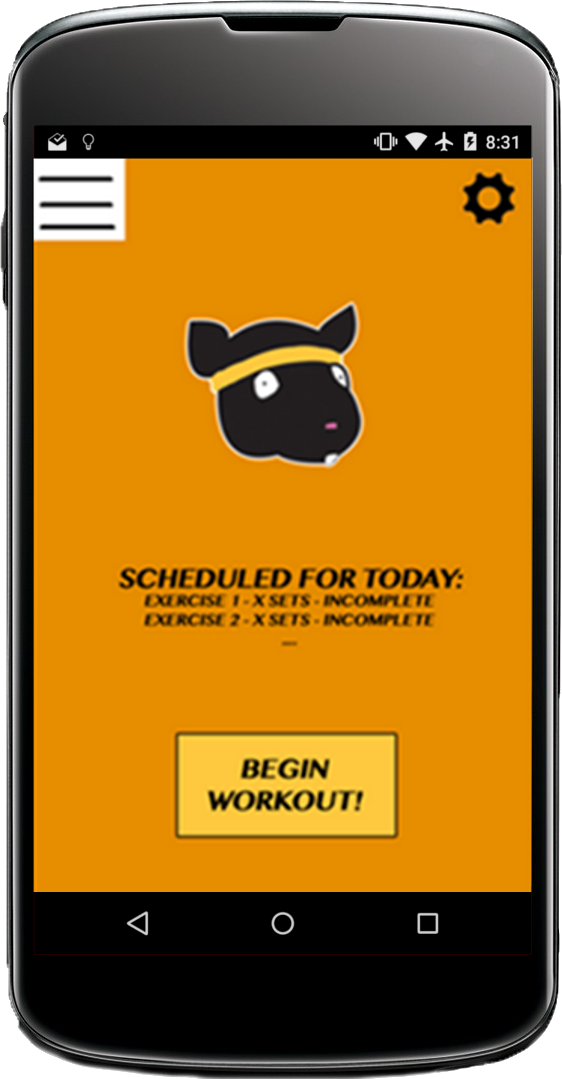 8:31
SCHEDULED FOR TODAY:
EXERCISE 1 - X SETS - INCOMPLETE
EXERCISE 2 - X SETS - INCOMPLETE
...
BEGIN
WORKOUT!